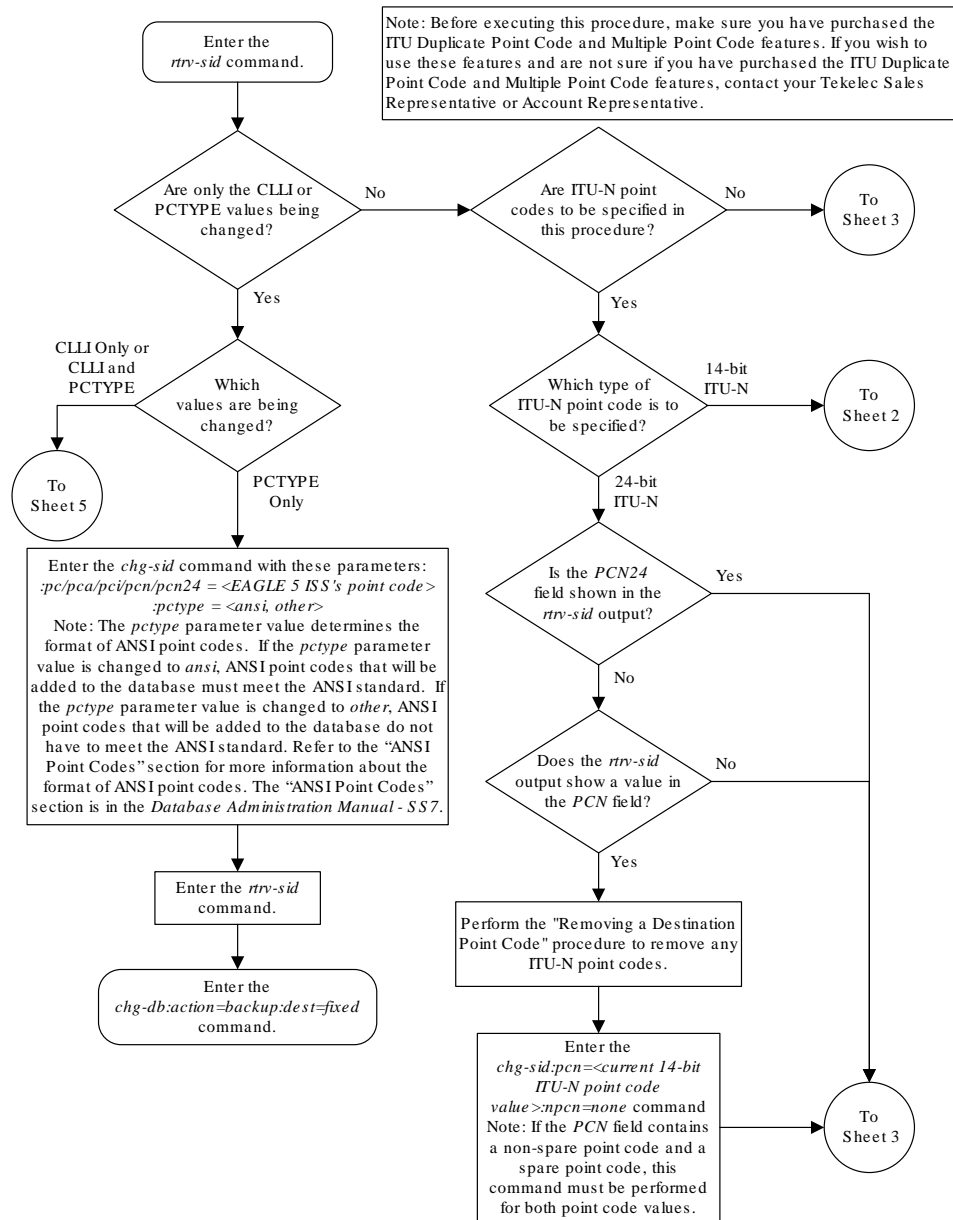 Note: Before executing this procedure, make sure you have purchased the
ITU Duplicate Point Code and Multiple Point Code features. If you wish to
use these features and are not sure if you have purchased the ITU Duplicate
Point Code and Multiple Point Code features, contact your Tekelec Sales
Representative or Account Representative.
Enter the
rtrv-sid
command.
Are only the CLLI or
PCTYPE values being
changed?
No
Yes
Are ITU-N point
codes to be specified in
this procedure?
No
To
Sheet 3
Yes
CLLI Only or
CLLI and
PCTYPE
Which
values are being
changed?
To
Sheet 5
PCTYPE
Only
Which type of
ITU-N point code is to
be specified?
14-bit
ITU-N
To
Sheet 2
24-bit
ITU-N
Enter the chg-sid command with these parameters:
:pc/pca/pci/pcn/pcn24 = <EAGLE 5 ISS's point code>
:pctype = <ansi, other>
Note: The pctype parameter value determines the
format of ANSI point codes. If the pctype parameter
value is changed to ansi, ANSI point codes that will be
added to the database must meet the ANSI standard. If
the pctype parameter value is changed to other, ANSI
point codes that will be added to the database do not
have to meet the ANSI standard. Refer to the “ANSI
Point Codes” section for more information about the
format of ANSI point codes. The “ANSI Point Codes”
section is in the Database Administration Manual - SS7.
Enter the rtrv-sid
command.
Enter the
chg-db:action=backup:dest=fixed
command.
Is the PCN24
field shown in the
rtrv-sid output?
Yes
No
Does the rtrv-sid
output show a value in
the PCN field?
No
Yes
Perform the "Removing a Destination
Point Code" procedure to remove any
ITU-N point codes.
Enter the
chg-sid:pcn=<current 14-bit
ITU-N point code
value>:npcn=none command
Note: If the PCN field contains
a non-spare point code and a
spare point code, this
command must be performed
for both point code values.
To
Sheet 3